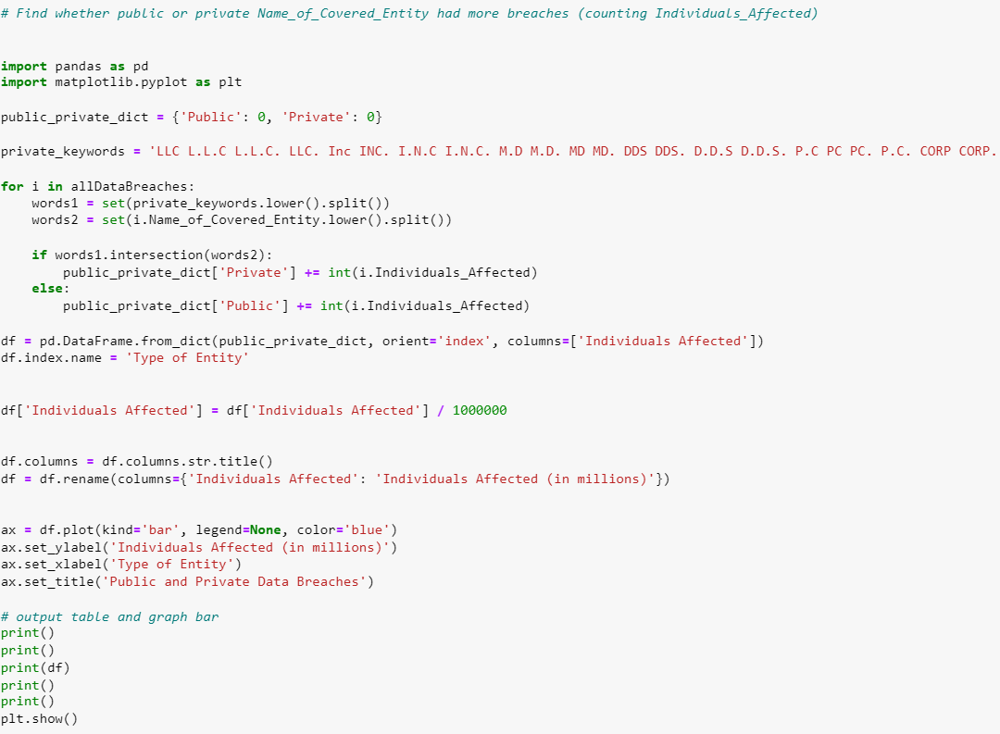 # Find whether public or private Name_of_Covered_Entity had more breaches (counting Individuals_Affected)
import pandas as pd
import matplotlib.pyplot as plt
public_private_dict = {'Public': 0, 'Private': 0}
private_keywords = 'LLC L.L.C L.L.C. LLC. Inc INC. I.N.C I.N.C. M.D M.D. MD MD. DDS DDS. D.D.S D.D.S. P.C PC PC. P.C. CORP CORP.
for i in allDataBreaches:
    words1 = set(private_keywords.lower().split())
    words2 = set(i.Name_of_Covered_Entity.lower().split())
    if words1.intersection(words2):
        public_private_dict['Private'] += int(i.Individuals_Affected)
    else:
        public_private_dict['Public'] += int(i.Individuals_Affected)
df = pd.DataFrame.from_dict(public_private_dict, orient='index', columns=['Individuals Affected'])
df.index.name = 'Type of Entity'
df['Individuals Affected'] = df['Individuals Affected'] / 1000000
df.columns = df.columns.str.title()
df = df.rename(columns={'Individuals Affected': 'Individuals Affected (in millions)'})
ax = df.plot(kind='bar', legend=None, color='blue')
ax.set_ylabel('Individuals Affected (in millions)')
ax.set_xlabel('Type of Entity')
ax.set_title('Public and Private Data Breaches')
# output table and graph bar
print()
print()
print(df)
print()
print()
plt.show()